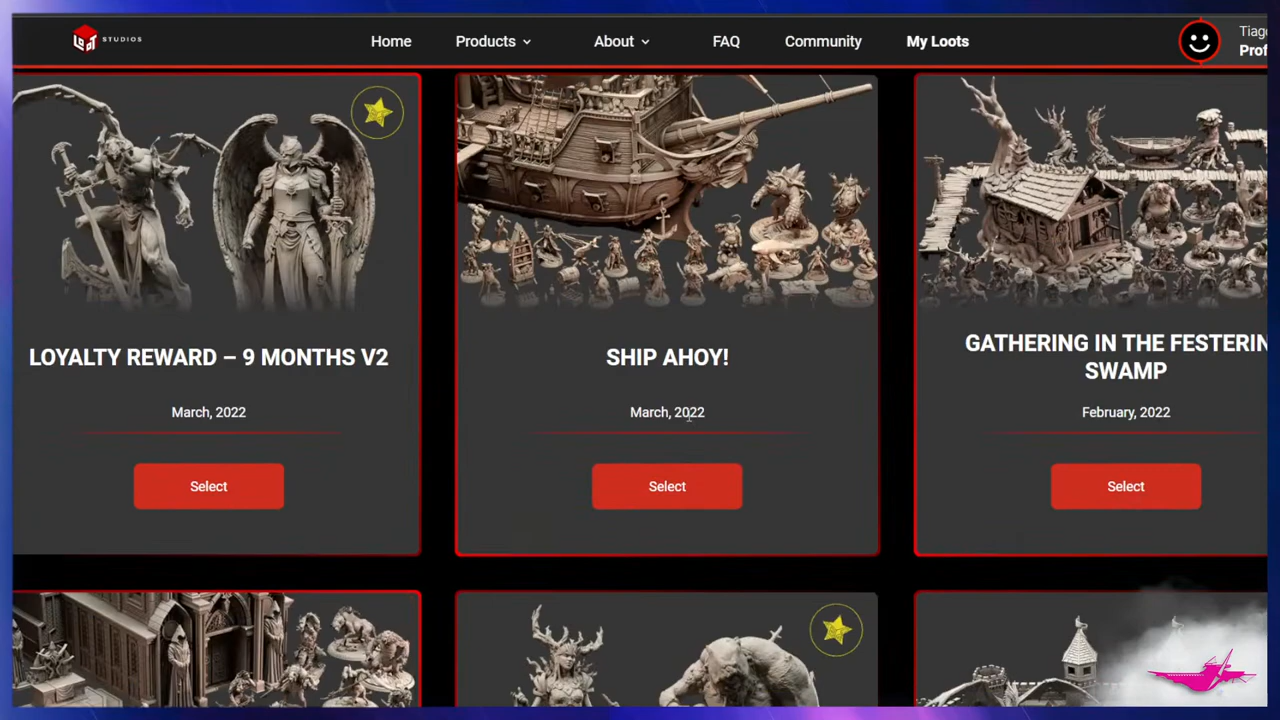 STUDIOS
Home
Products
About
FAQ
Community
My Loots
LOYALTY REWARD – 9 MONTHS V2
March, 2022
Select
SHIP AHOY!
March, 2022
Select
GATHERING IN THE
SWAMP
February, 2022
Select